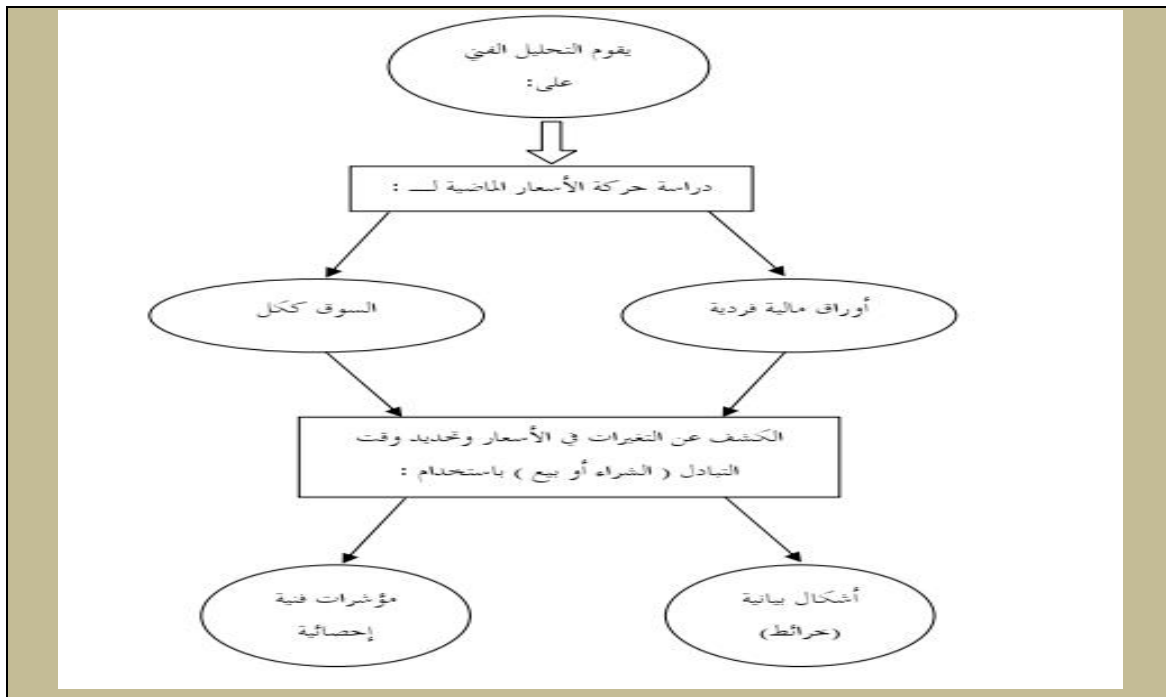 يقوم التحليل الفني
على:
دراسة حركة الأسعار الماضية لــ :
أوراق مالية فردية
السوق ككل
الكشف عن التغيرات في الأسعار وتحديد وقت
التبادل ( الشراء أو بيع ) باستخدام :
أشكال بيانية
(خرائط)
مؤشرات فنية
إحصائية